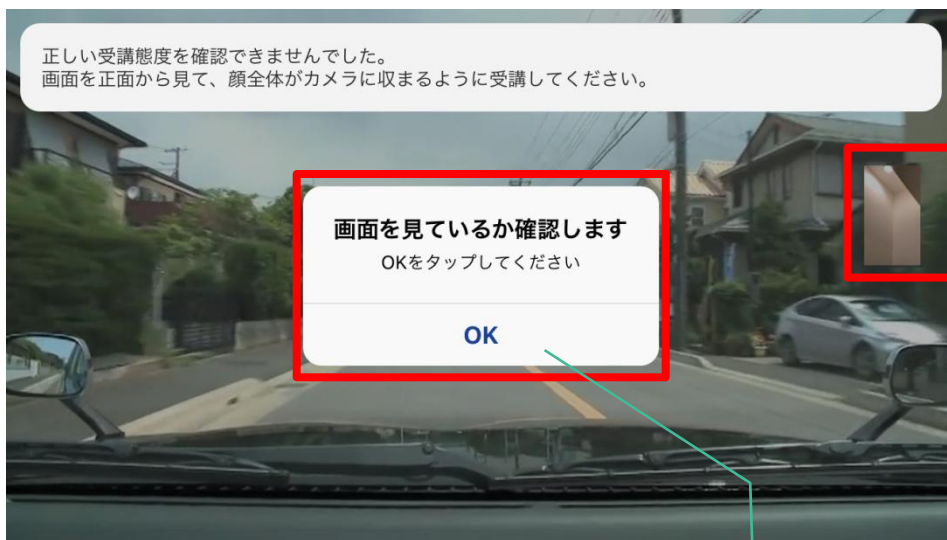 正しい受講態度を確認できませんでした。
画面を正面から見て、顔全体がカメラに収まるように受講してください。
画面を見ているか確認します
OKをタップしてください
OK